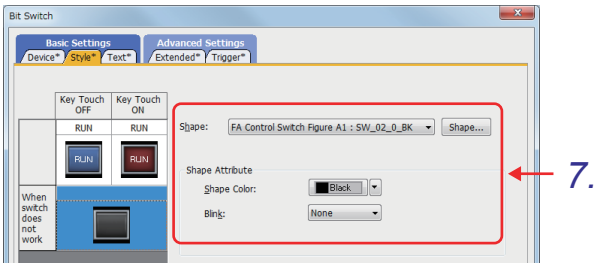 Bit Switch
Basic Settings
Advanced Settings
Device*
Style*
Text*
Extended*
Trigger*
Key Touch
OFF
Key Touch
ON
RUN
RUN
RUN
RUN
When
switch
does
not
work
Shape:
FA Control Switch Figure A1 : SW_02_0_BK
Shape...
Shape Attribute
Shape Color:
Black
Blink:
None
7.